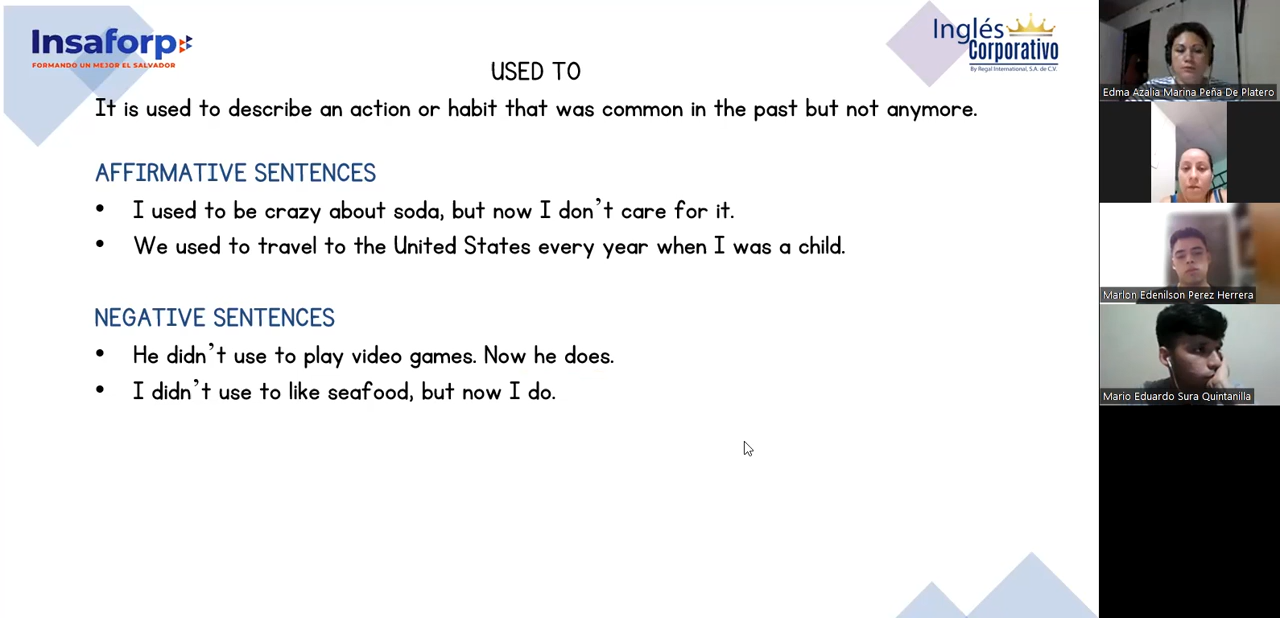 Insaforp
FORMANDO UN MEJOR EL SALVADOR
Inglés
Corporativo
By Regal International, S.A. de C.V.
USED TO
It is used to describe an action or habit that was common in the past but not anymore.
AFFIRMATIVE SENTENCES
• I used to be crazy about soda, but now I don't care for it.
• We used to travel to the United States every year when I was a child.
NEGATIVE SENTENCES
• He didn't use to play video games. Now he does.
• I didn't use to like seafood, but now I do.
Edma Azalia Marina Peña De Platero
Marlon Edenilson Perez Herrera
Mario Eduardo Sura Quintanilla